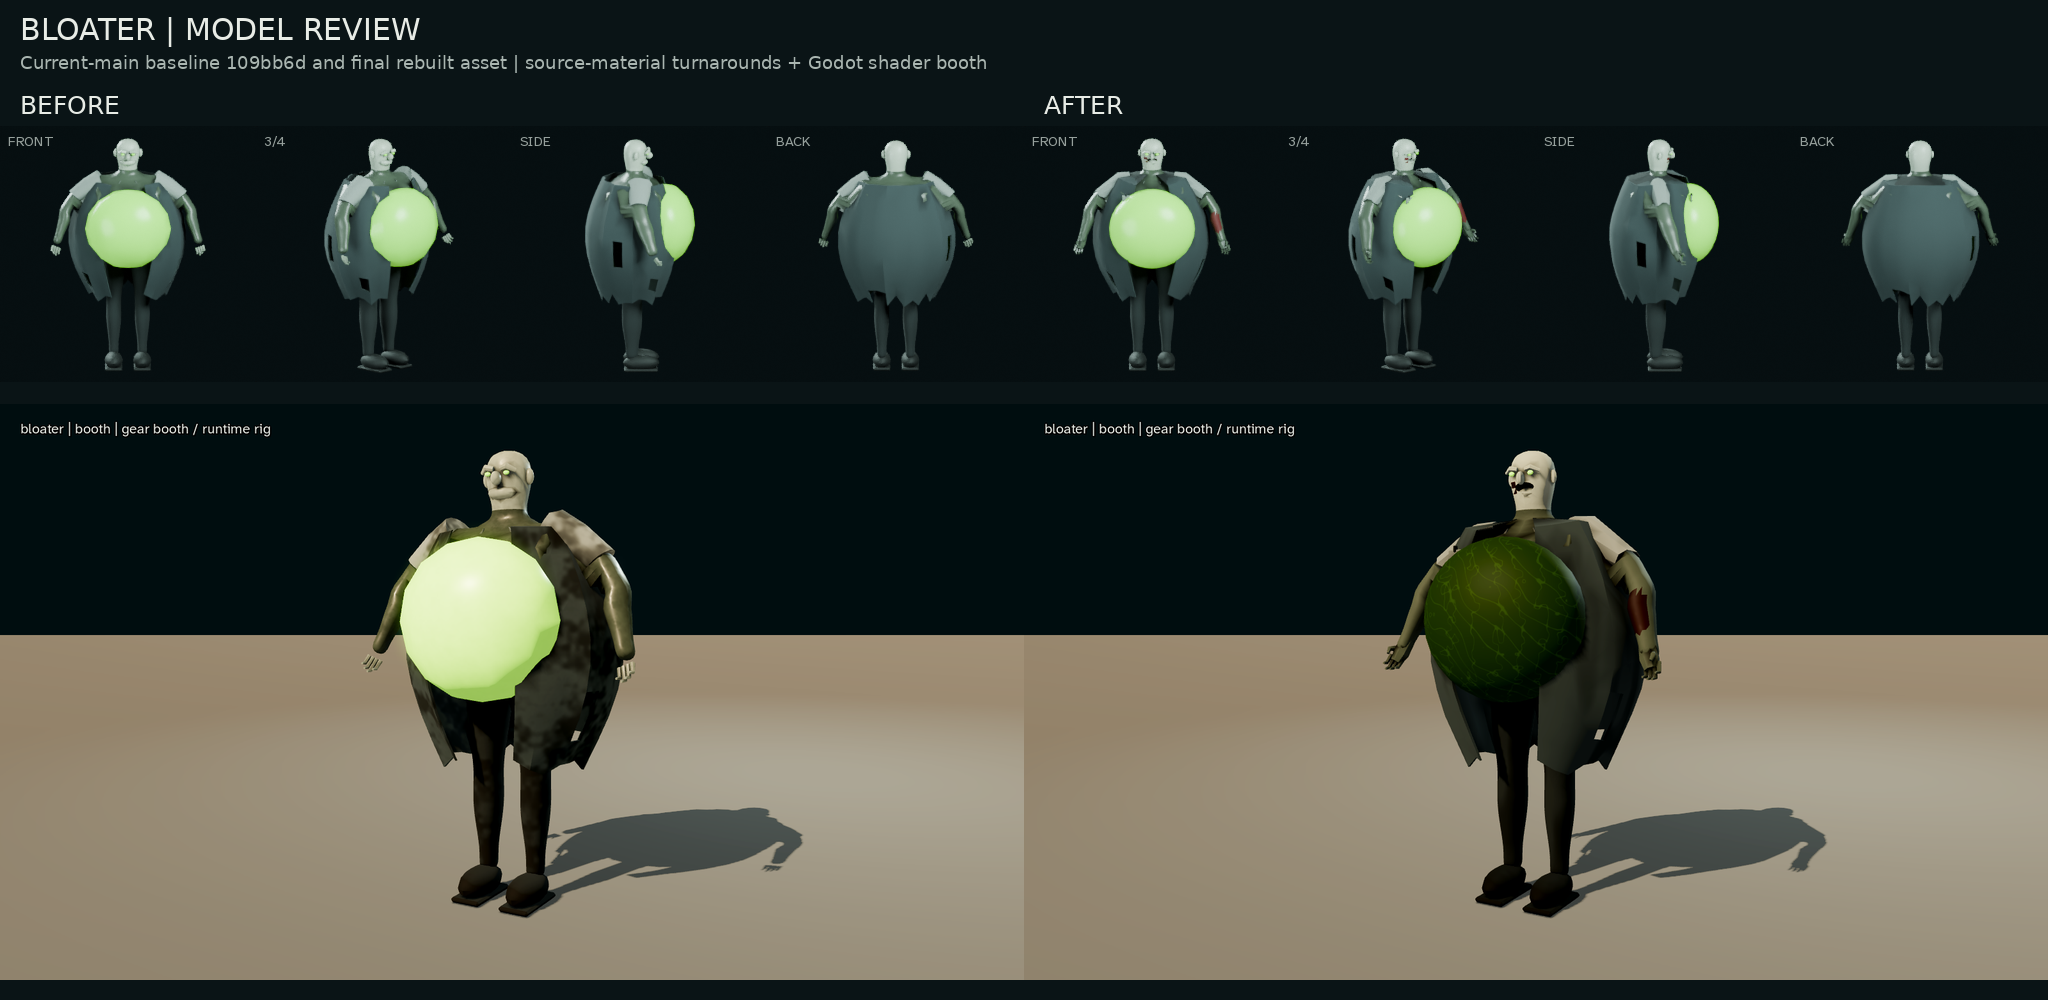 BLOATER | MODEL REVIEW
Current-main baseline 109bb6d and final rebuilt asset | source-material turnarounds + Godot shader booth
BEFORE
AFTER
FRONT
3/4
SIDE
BACK
FRONT
3/4
SIDE
BACK
bloater | booth | gear booth / runtime rig
bloater | booth | gear booth / runtime rig